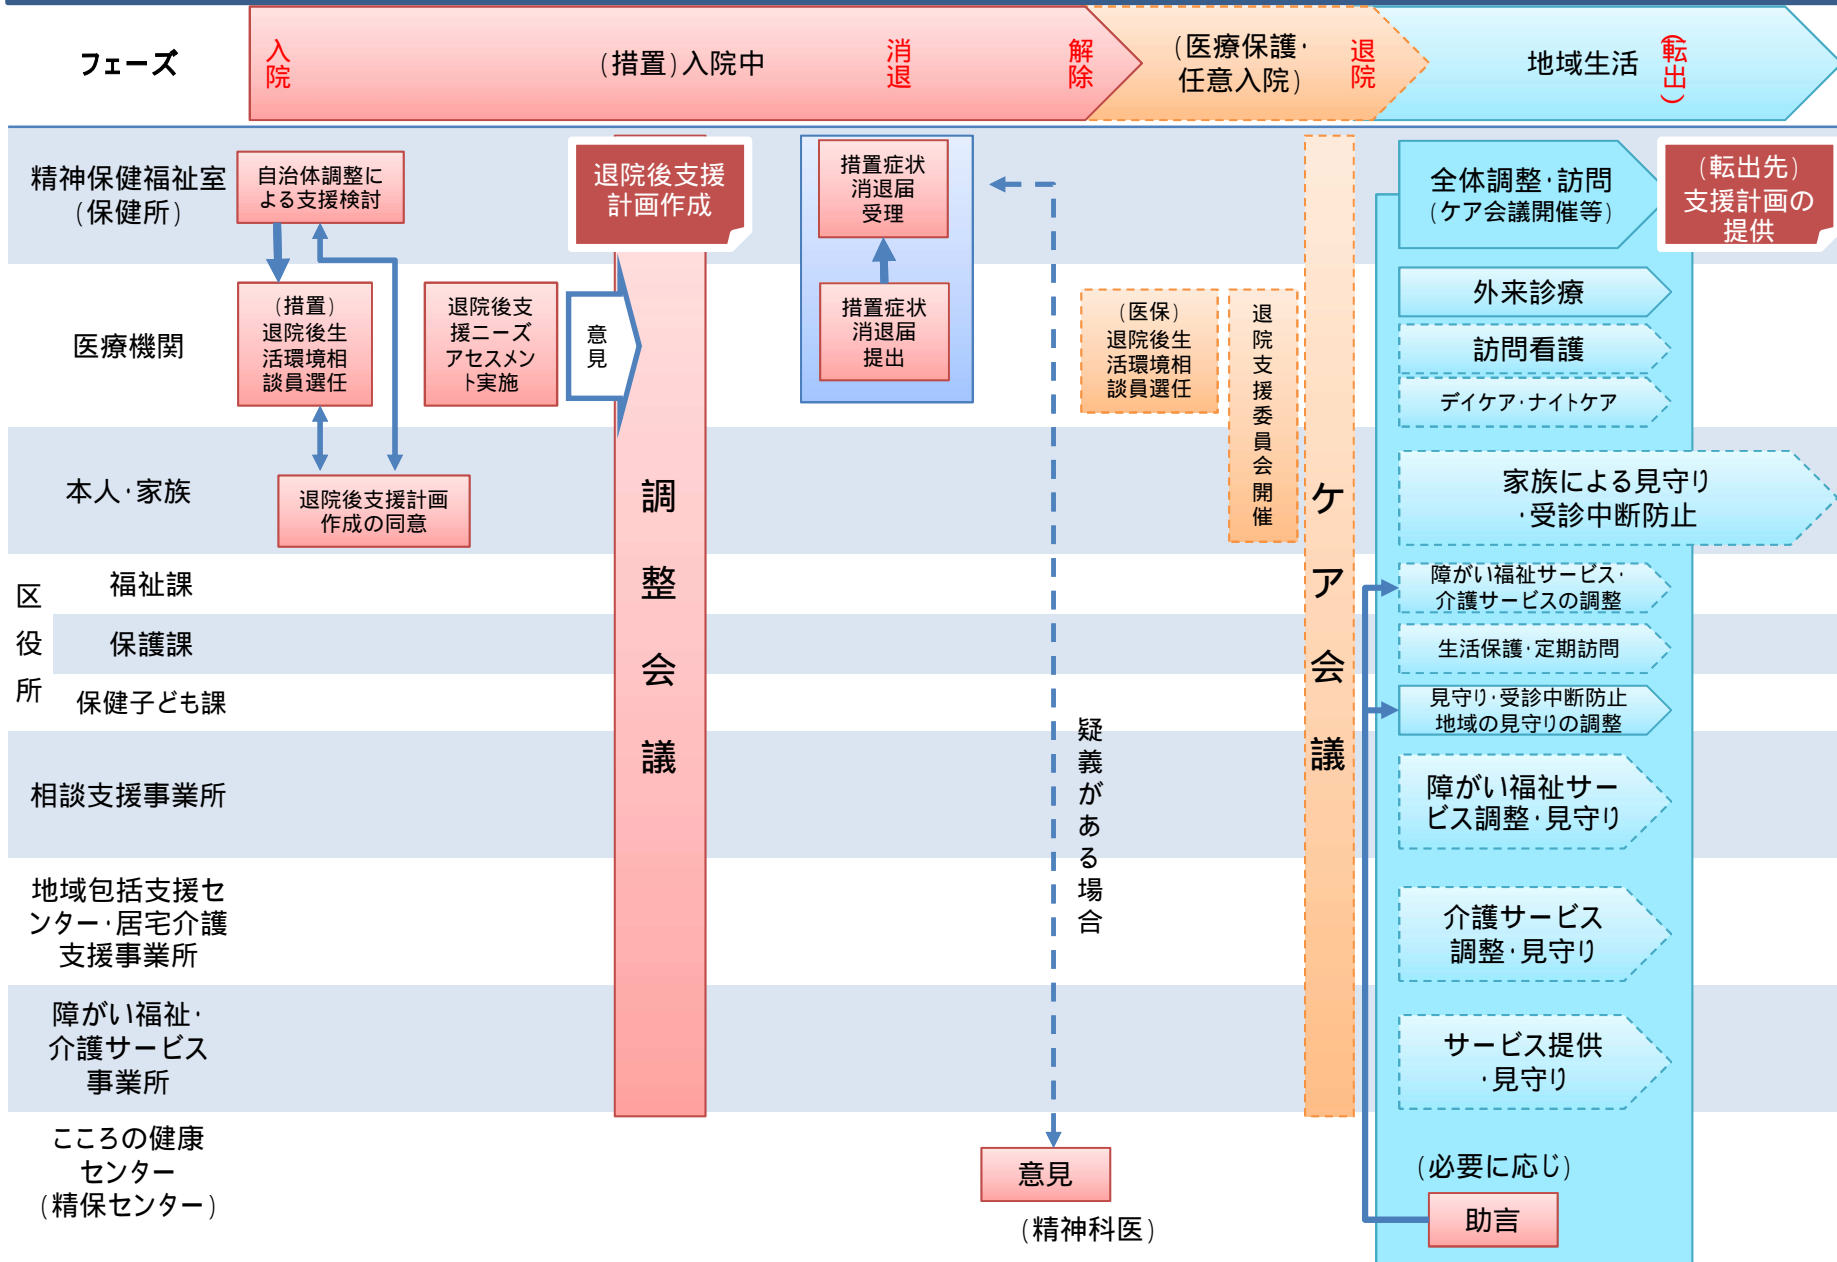 フェーズ
入院
(措置)入院中
消退
解除
(医療保護・
任意入院)
退院
地域生活
(転出)
精神保健福祉室
(保健所)
自治体調整に
よる支援検討
退院後支援
計画作成
措置症状
消退届
受理
全体調整・訪問
(ケア会議開催等)
(転出先)
支援計画の
提供
医療機関
(措置)
退院後生
活環境相
談員選任
退院後支
援ニーズ
アセスメン
ト実施
意見
措置症状
消退届
提出
(医保)
退院後生
活環境相
談員選任
退院支援委員会開催
外来診療
訪問看護
デイケア・ナイトケア
本人・家族
退院後支援計画
作成の同意
調整会議
ケア会議
家族による見守り
・受診中断防止
区役所
福祉課
障がい福祉サービス・
介護サービスの調整
保護課
生活保護・定期訪問
保健子ども課
見守り・受診中断防止
地域の見守りの調整
疑義がある場合
相談支援事業所
障がい福祉サー
ビス調整・見守り
地域包括支援セ
ンター・居宅介護
支援事業所
介護サービス
調整・見守り
障がい福祉・
介護サービス
事業所
サービス提供
・見守り
こころの健康
センター
(精保センター)
意見
(精神科医)
(必要に応じ)
助言